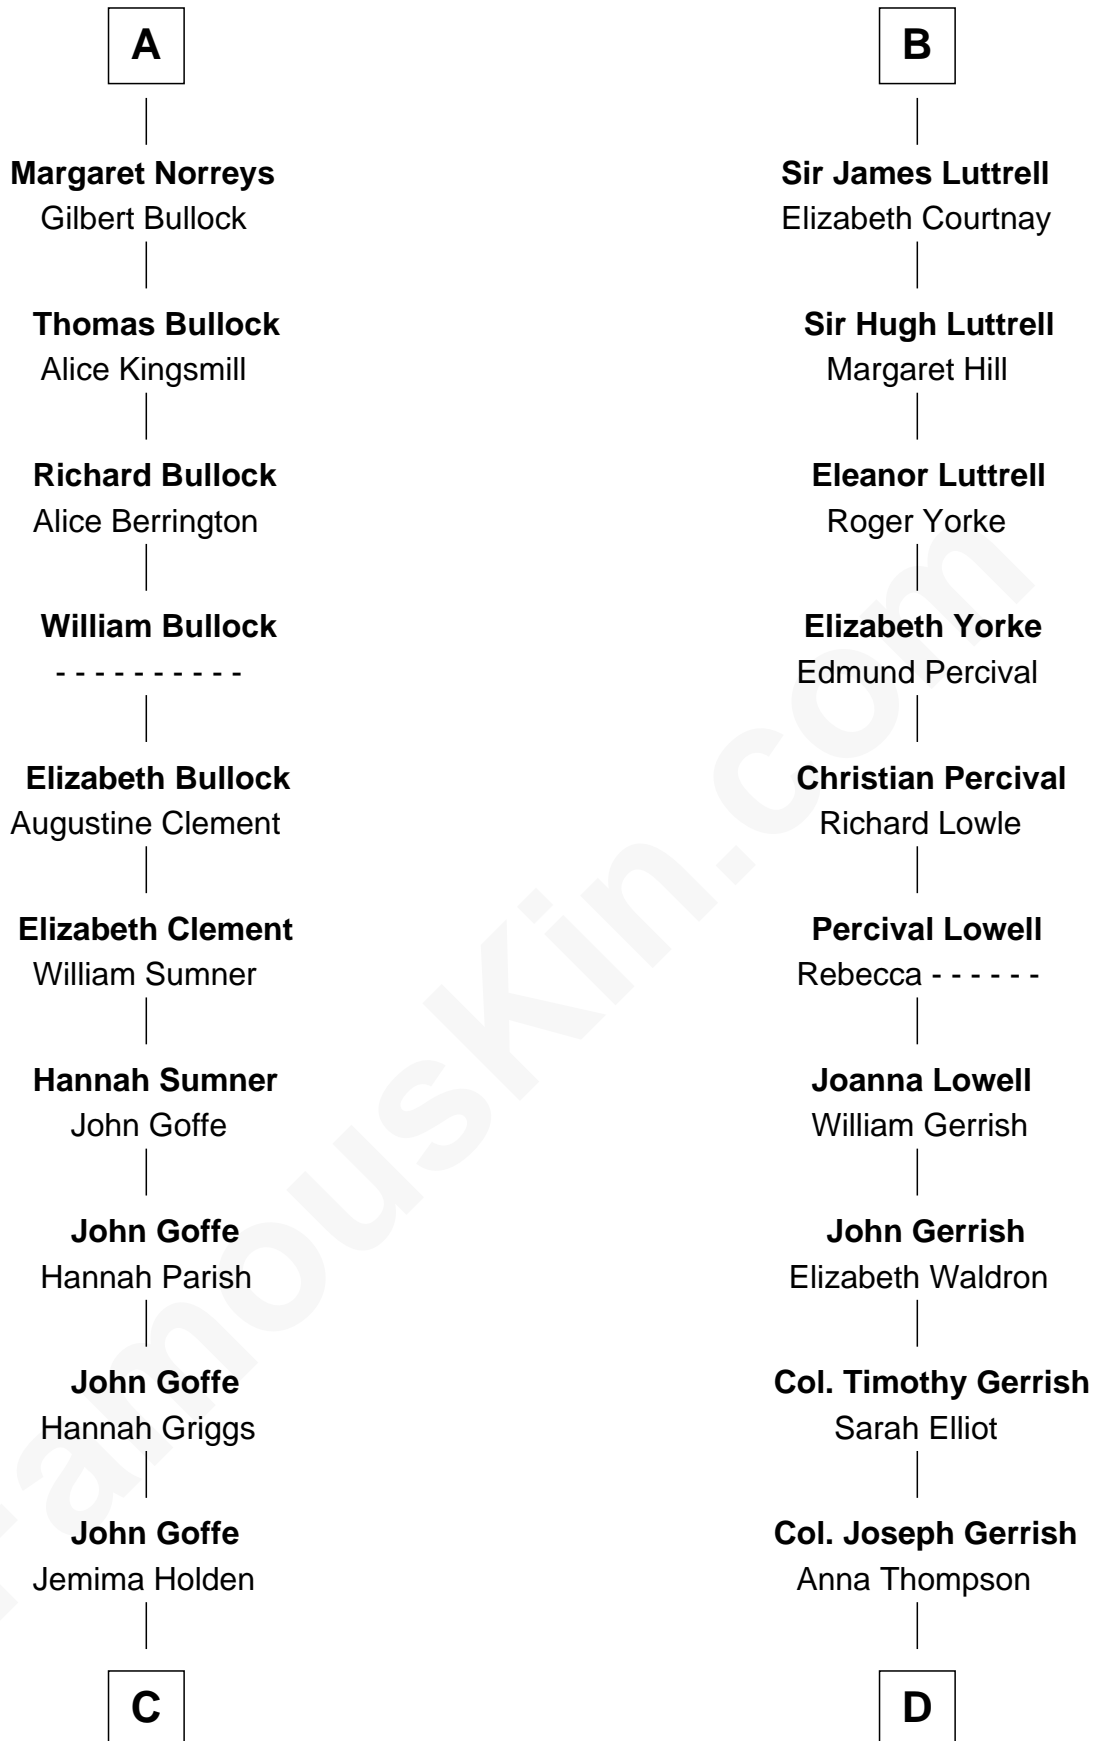 A
Margaret Norreys
Gilbert Bullock
Thomas Bullock
Alice Kingsmill
Richard Bullock
Alice Berrington
William Bullock
- - - - - - - - - -
Elizabeth Bullock
Augustine Clement
Elizabeth Clement
William Sumner
Hannah Sumner
John Goffe
John Goffe
Hannah Parish
John Goffe
Hannah Griggs
John Goffe
Jemima Holden
C
B
Sir James Luttrell
Elizabeth Courtnay
Sir Hugh Luttrell
Margaret Hill
Eleanor Luttrell
Roger Yorke
Elizabeth Yorke
Edmund Percival
Christian Percival
Richard Lowle
Percival Lowell
Rebecca - - - - - -
Joanna Lowell
William Gerrish
John Gerrish
Elizabeth Waldron
Col. Timothy Gerrish
Sarah Elliot
Col. Joseph Gerrish
Anna Thompson
D
FamousKin.com